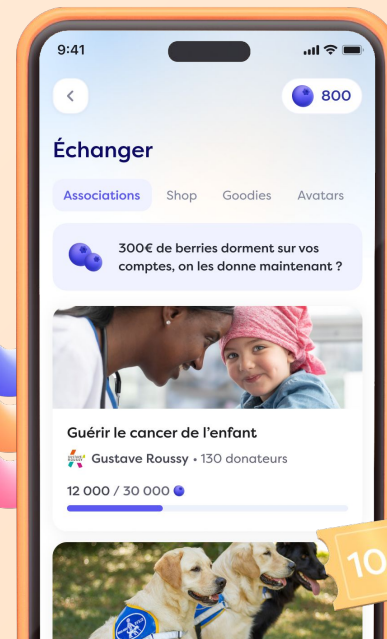 9:41
800
Échanger
Associations Shop Goodies Avatars
300€ de berries dorment sur vos
comptes, on les donne maintenant ?
Guérir le cancer de l’enfant
Gustave Roussy • 130 donateurs
12 000 / 30 000
10